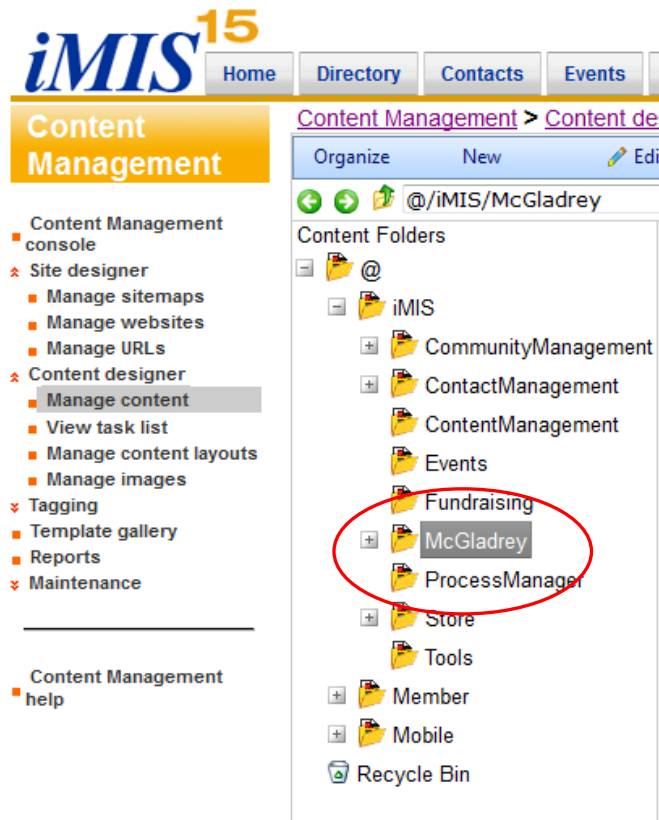 iMIS 15
Home Directory Contacts Events
Content Management
Content Management > Content de
Organize New Edi
@/iMIS/McGladrey
Content Management console
Site designer
Manage sitemaps
Manage websites
Manage URLs
Content designer
Manage content
View task list
Manage content layouts
Manage images
Tagging
Template gallery
Reports
Maintenance
Content Management help
Content Folders
@
iMIS
CommunityManagement
ContactManagement
ContentManagement
Events
Fundraising
McGladrey
ProcessManager
Store
Tools
Member
Mobile
Recycle Bin